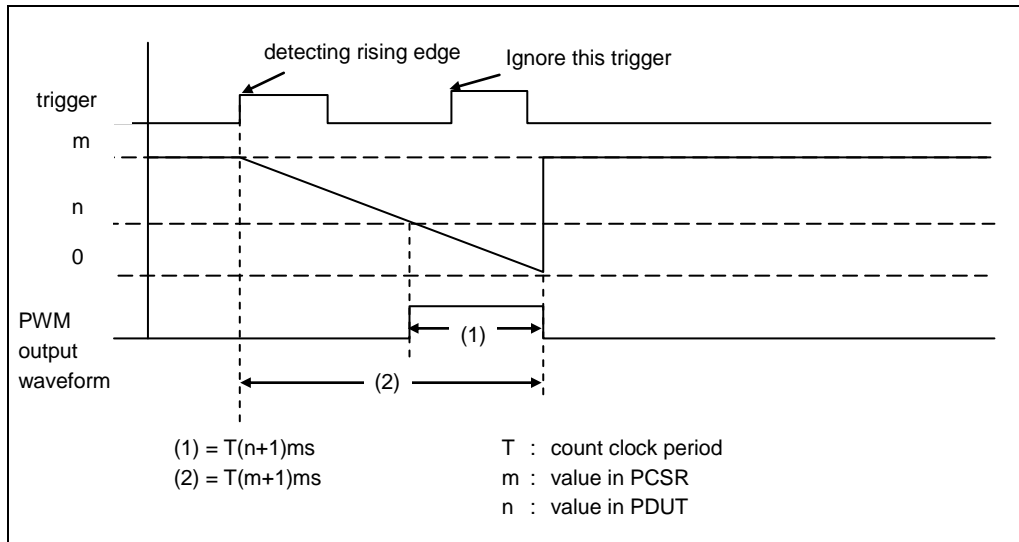 detecting rising edge
Ignore this trigger
trigger
m
n
0
PWM
output
waveform
(1)
(2)
(1) = T(n+1)ms
(2) = T(m+1)ms
T : count clock period
m : value in PCSR
n : value in PDUT